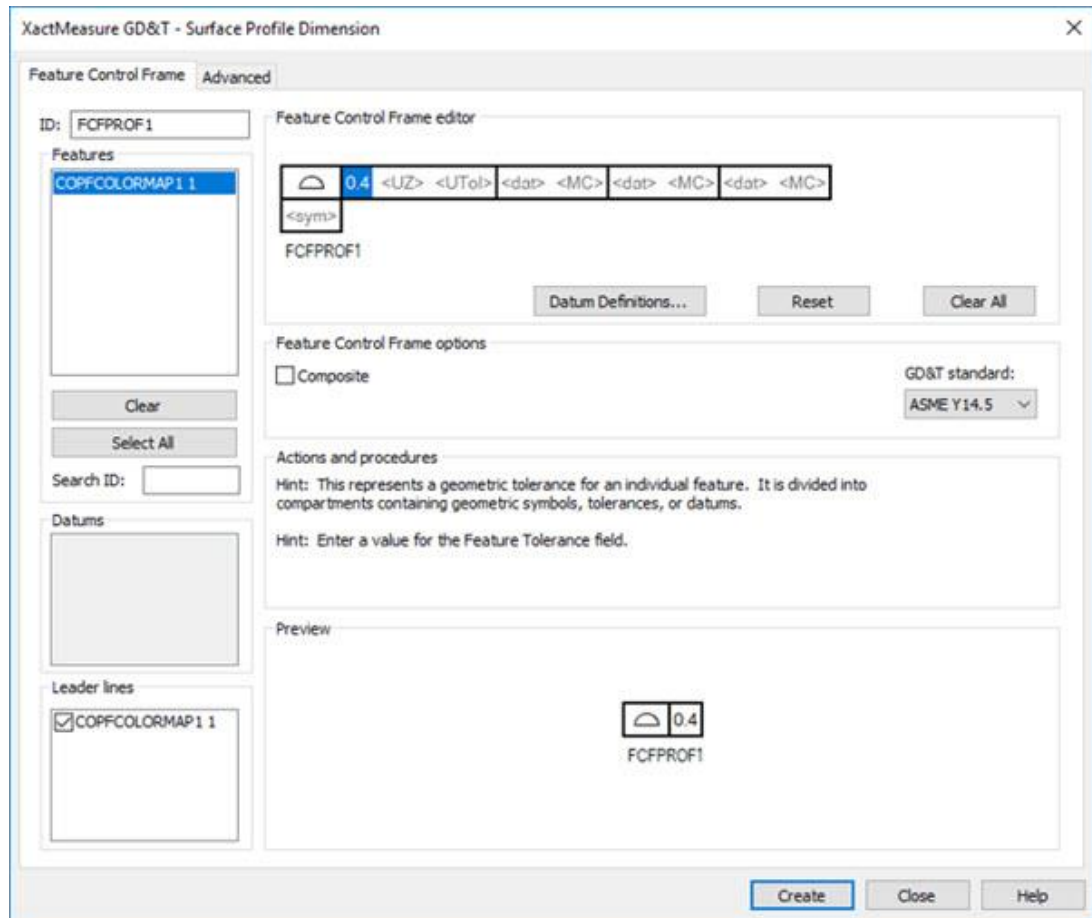 XactMeasure GD&T - Surface Profile Dimension
Feature Control Frame Advanced
ID: FCFPROF1
Features
COPFCOLORMAP1 1
Clear
Select All
Search ID:
Datums
Leader lines
COPFCOLORMAP1 1
Feature Control Frame editor
0.4 <UZ> <UTol> <dat> <MC> <dat> <MC> <dat> <MC>
<sym>
FCFPROF1
Datum Definitions... Reset Clear All
Feature Control Frame options
Composite
GD&T standard:
ASME Y14.5
Actions and procedures
Hint: This represents a geometric tolerance for an individual feature. It is divided into
compartments containing geometric symbols, tolerances, or datums.
Hint: Enter a value for the Feature Tolerance field.
Preview
0.4
FCFPROF1
Create Close Help